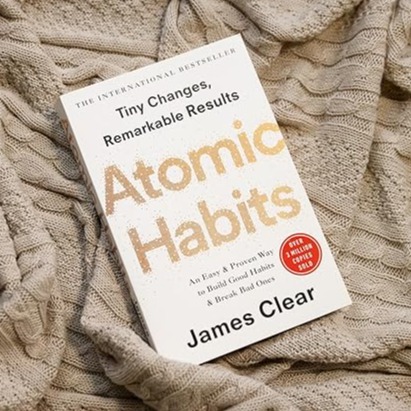 THE INTERNATIONAL BESTSELLER
Tiny Changes,
Remarkable Results
Atomic
Habits
An Easy & Proven Way
to Build Good Habits
& Break Bad Ones
OVER
3 MILLION
COPIES
SOLD
James Clear